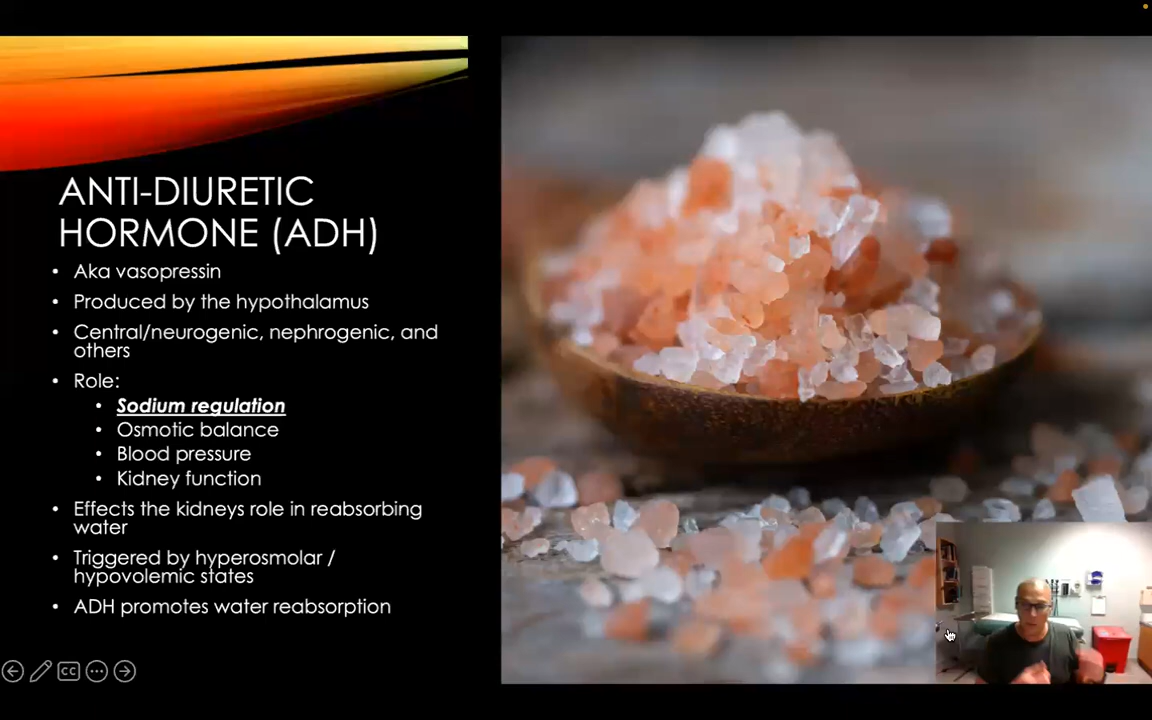 ANTI-DIURETIC
HORMONE (ADH)
• Aka vasopressin
• Produced by the hypothalamus
• Central/neurogenic, nephrogenic, and
others
• Role:
• Sodium regulation
• Osmotic balance
• Blood pressure
• Kidney function
• Effects the kidneys role in reabsorbing
water
• Triggered by hyperosmolar /
hypovolemic states
• ADH promotes water reabsorption
CC